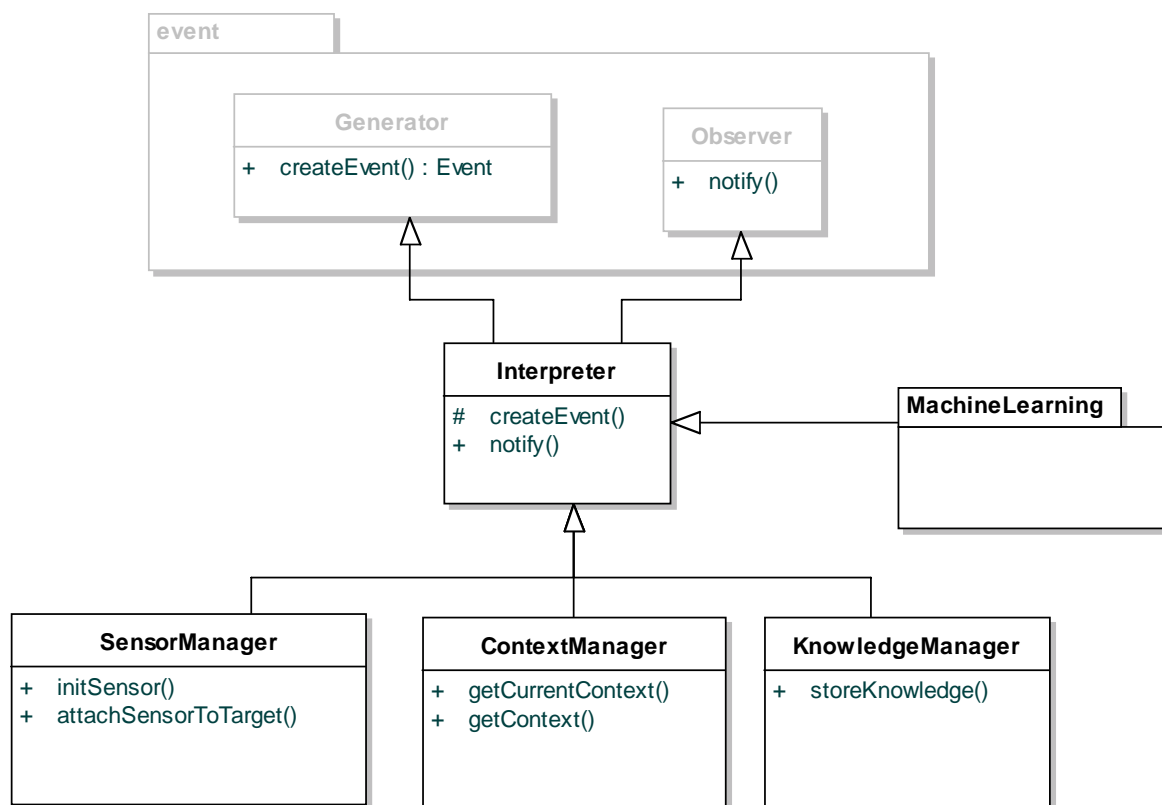 event
Generator
+ createEvent() : Event
Observer
+ notify()
Interpreter
# createEvent()
+ notify()
MachineLearning
SensorManager
+ initSensor()
+ attachSensorToTarget()
ContextManager
+ getCurrentContext()
+ getContext()
KnowledgeManager
+ storeKnowledge()